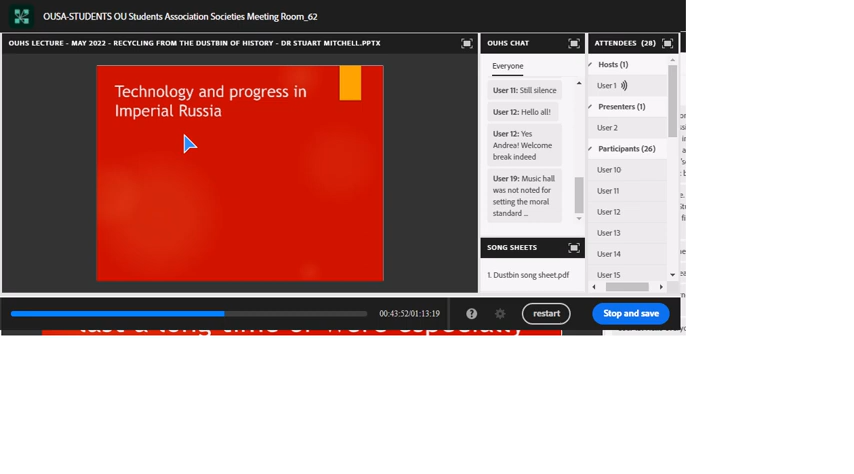 OUSA-STUDENTS OU Students Association Societies Meeting Room_62
OUHS LECTURE - MAY 2022 - RECYCLING FROM THE DUSTBIN OF HISTORY - DR STUART MITCHELL.PPTX
Technology and progress in
Imperial Russia
OUHS CHAT
Everyone
User 11: Still silence
User 12: Hello all!
User 12: Yes
Andrea! Welcome
break indeed
User 19: Music hall
was not noted for
setting the moral
standard ...
SONG SHEETS
1. Dustbin song sheet.pdf
ATTENDEES (28)
Hosts (1)
User 1
Presenters (1)
User 2
Participants (26)
User 10
User 11
User 12
User 13
User 14
User 15
00:43:52/01:13:19
?
restart
Stop and save